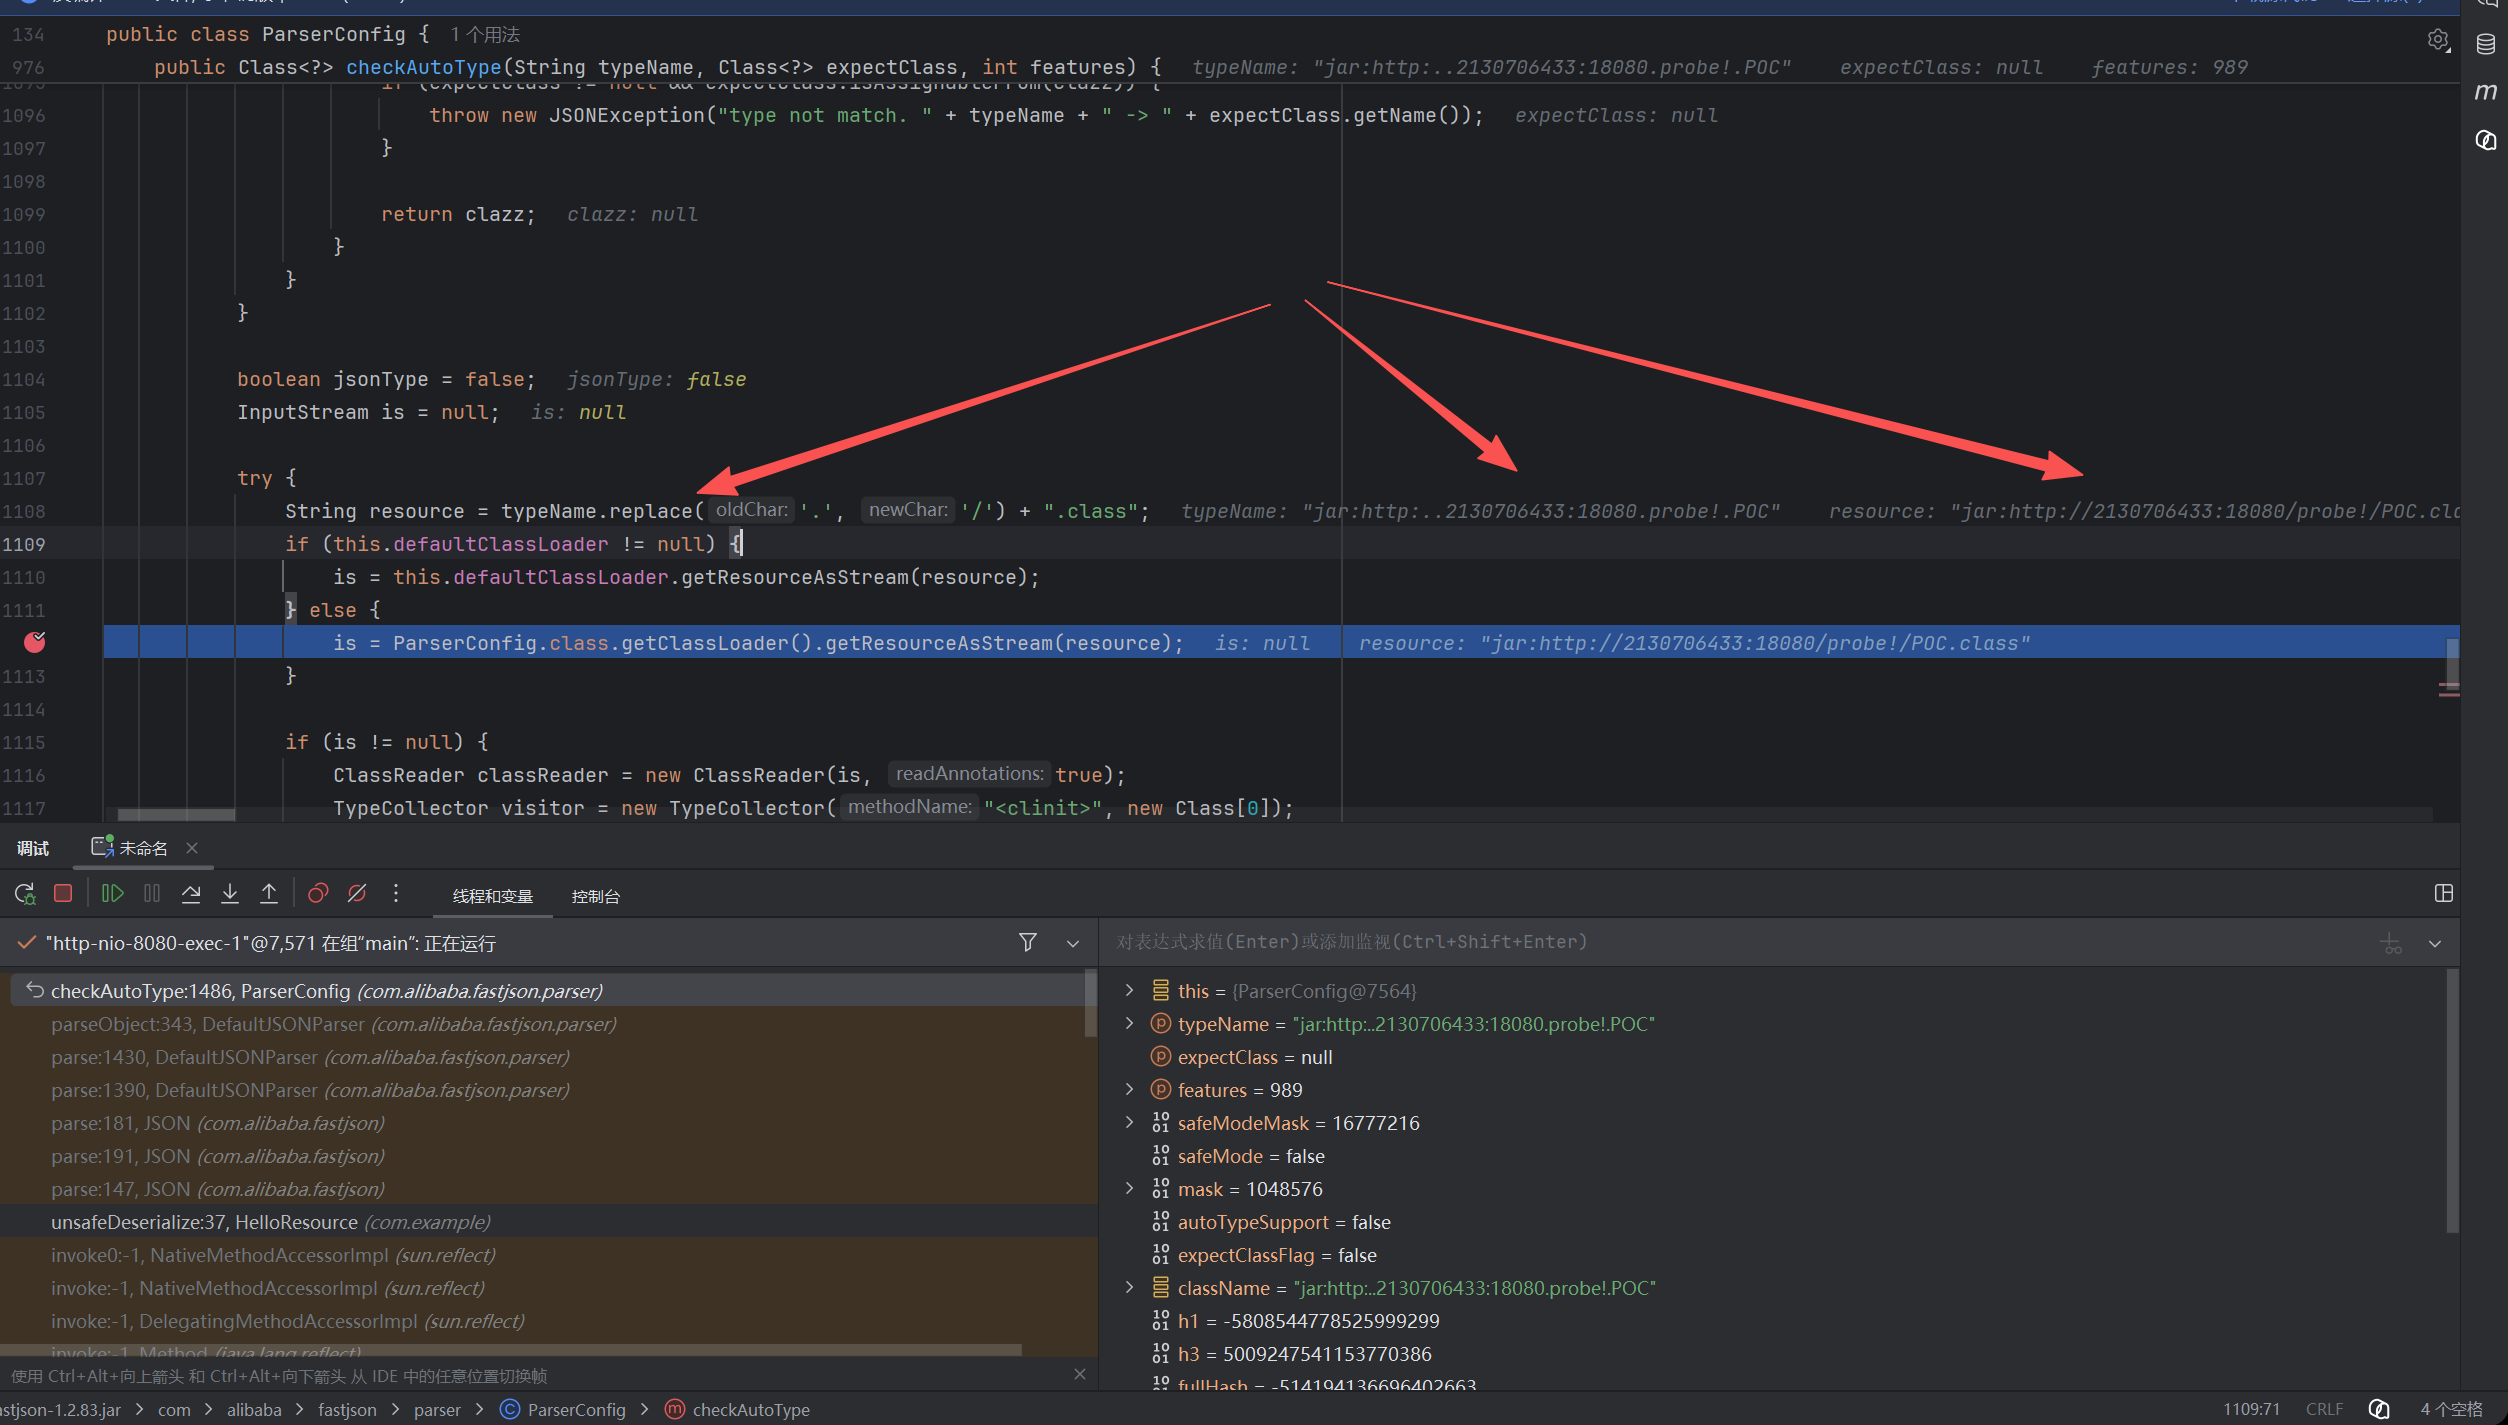 134 public class ParserConfig { 1 个用法
976 public Class<?> checkAutoType(String typeName, Class<?> expectClass, int features) { typeName: "jar:http:..2130706433:18080.probe!.POC" expectClass: null features: 989
1096 throw new JSONException("type not match. " + typeName + " -> " + expectClass.getName()); expectClass: null
1097 }
1098
1099 return clazz; clazz: null
1100 }
1101 }
1102 }
1103
1104 boolean jsonType = false; jsonType: false
1105 InputStream is = null; is: null
1106
1107 try {
1108 String resource = typeName.replace( oldChar: '.', newChar: '/') + ".class"; typeName: "jar:http:..2130706433:18080.probe!.POC" resource: "jar:http://2130706433:18080/probe!/POC.cla
1109 if (this.defaultClassLoader != null) {
1110 is = this.defaultClassLoader.getResourceAsStream(resource);
1111 } else {
is = ParserConfig.class.getClassLoader().getResourceAsStream(resource); is: null resource: "jar:http://2130706433:18080/probe!/POC.class"
1113 }
1114
1115 if (is != null) {
1116 ClassReader classReader = new ClassReader(is, readAnnotations: true);
1117 TypeCollector visitor = new TypeCollector( methodName: "<clinit>", new Class[0]);
调试 未命名
线程和变量 控制台
"http-nio-8080-exec-1"@7,571 在组"main": 正在运行
checkAutoType:1486, ParserConfig (com.alibaba.fastjson.parser)
parseObject:343, DefaultJSONParser (com.alibaba.fastjson.parser)
parse:1430, DefaultJSONParser (com.alibaba.fastjson.parser)
parse:1390, DefaultJSONParser (com.alibaba.fastjson.parser)
parse:181, JSON (com.alibaba.fastjson)
parse:191, JSON (com.alibaba.fastjson)
parse:147, JSON (com.alibaba.fastjson)
unsafeDeserialize:37, HelloResource (com.example)
invoke0:-1, NativeMethodAccessorImpl (sun.reflect)
invoke:-1, NativeMethodAccessorImpl (sun.reflect)
invoke:-1, DelegatingMethodAccessorImpl (sun.reflect)
invoke:-1, Method (java.lang.reflect)
使用 Ctrl+Alt+向上箭头 和 Ctrl+Alt+向下箭头 从 IDE 中的任意位置切换帧
对表达式求值(Enter)或添加监视(Ctrl+Shift+Enter)
this = {ParserConfig@7564}
typeName = "jar:http:..2130706433:18080.probe!.POC"
expectClass = null
features = 989
safeModeMask = 16777216
safeMode = false
mask = 1048576
autoTypeSupport = false
expectClassFlag = false
className = "jar:http:..2130706433:18080.probe!.POC"
h1 = -5808544778525999299
h3 = 5009247541153770386
fullHash = -514194136696402663
astjson-1.2.83.jar > com > alibaba > fastjson > parser > ParserConfig > checkAutoType
1109:71 CRLF 4 个空格